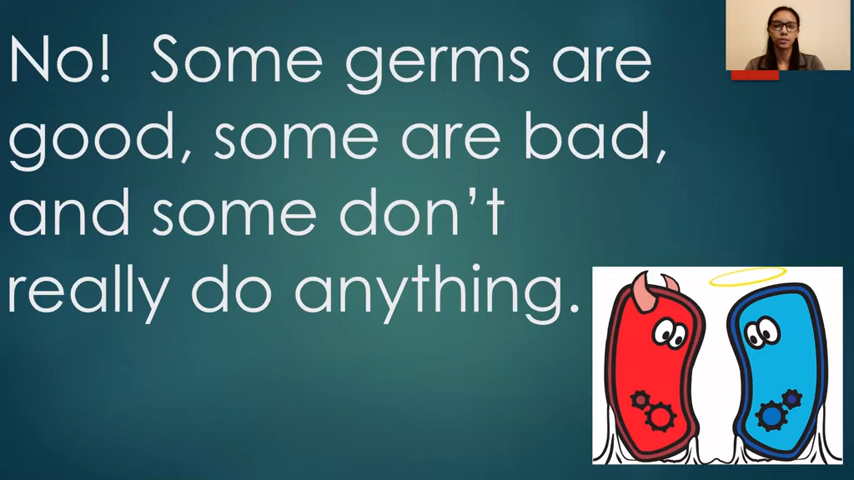 No!  Some germs are
good, some are bad,
and some don’t
really do anything.